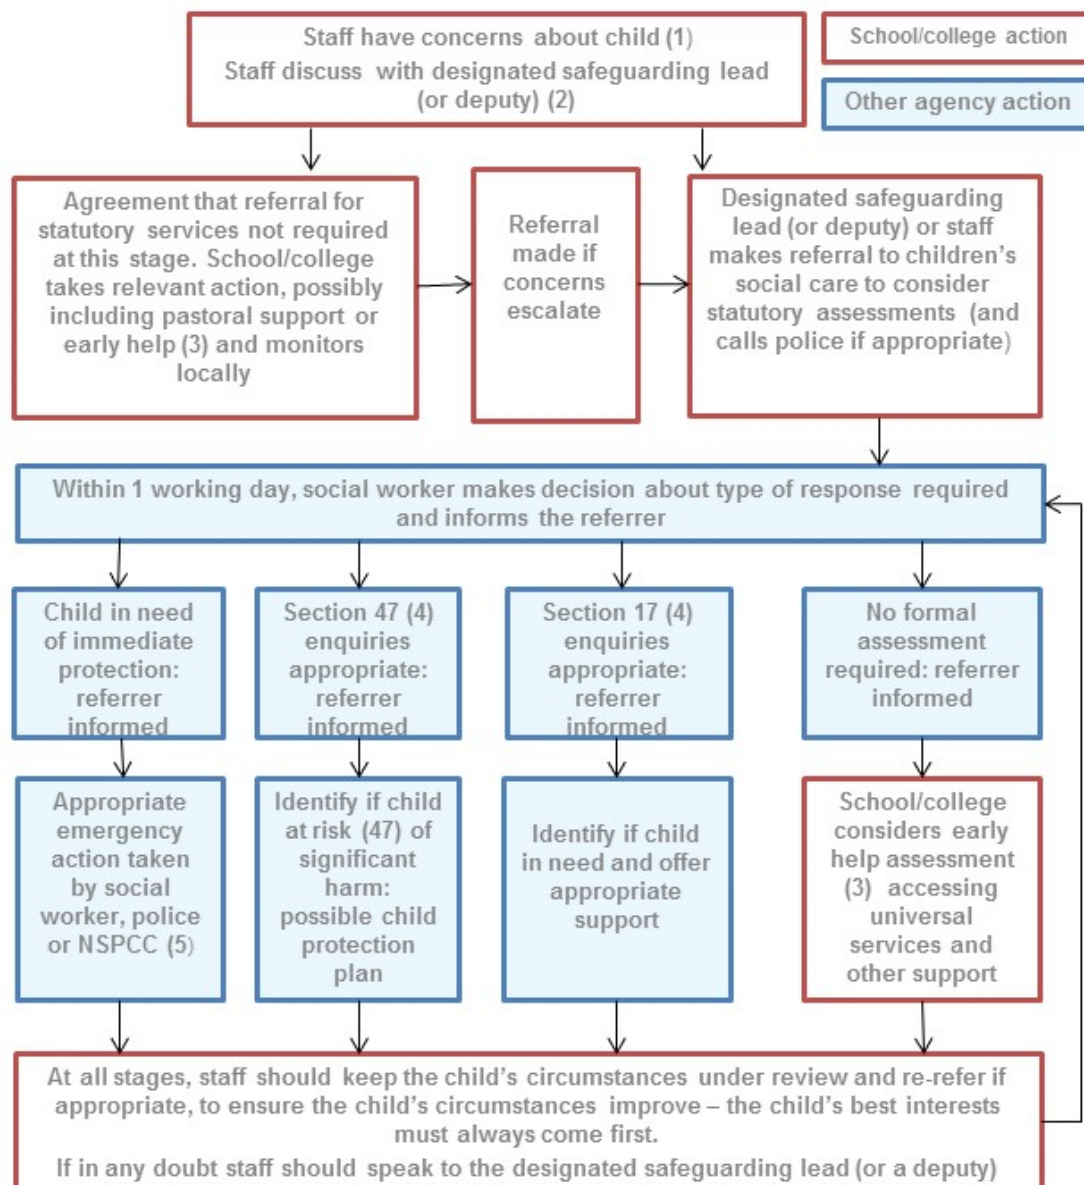 Staff have concerns about child (1)
Staff discuss with designated safeguarding lead
(or deputy) (2)
School/college action
Other agency action
Agreement that referral for
statutory services not required
at this stage. School/college
takes relevant action, possibly
including pastoral support or
early help (3) and monitors
locally
Referral
made if
concerns
escalate
Designated safeguarding
lead (or deputy) or staff
makes referral to children's
social care to consider
statutory assessments (and
calls police if appropriate)
Within 1 working day, social worker makes decision about type of response required
and informs the referrer
Child in need
of immediate
protection:
referrer
informed
Section 47 (4)
enquiries
appropriate:
referrer
informed
Section 17 (4)
enquiries
appropriate:
referrer
informed
No formal
assessment
required: referrer
informed
Appropriate
emergency
action taken
by social
worker, police
or NSPCC (5)
Identify if child
at risk (47) of
significant
harm:
possible child
protection
plan
Identify if child
in need and offer
appropriate
support
School/college
considers early
help assessment
(3) accessing
universal
services and
other support
At all stages, staff should keep the child's circumstances under review and re-refer if
appropriate, to ensure the child's circumstances improve – the child's best interests
must always come first.
If in any doubt staff should speak to the designated safeguarding lead (or a deputy)